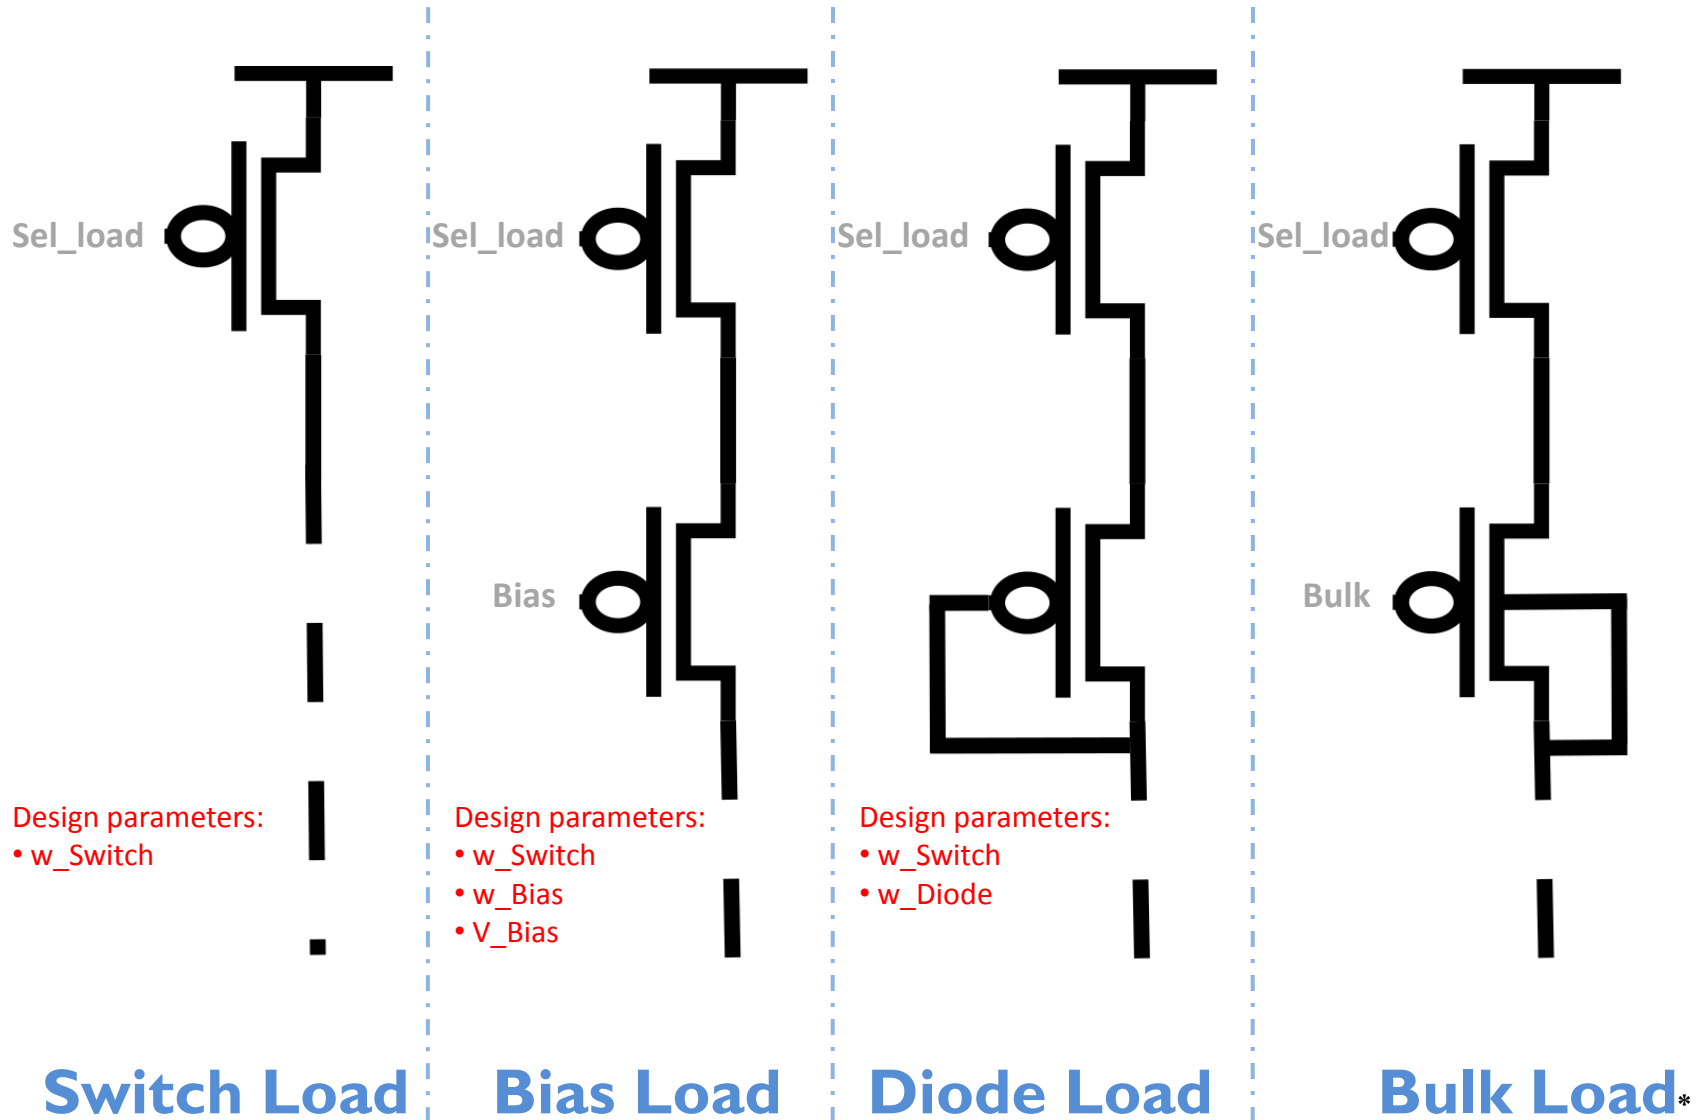 Sel_load
Sel_load
Sel_load
Sel_load
Bias
Bulk
Design parameters:
• w_Switch
Design parameters:
• w_Switch
• w_Bias
• V_Bias
Design parameters:
• w_Switch
• w_Diode
Switch Load
Bias Load
Diode Load
Bulk Load*